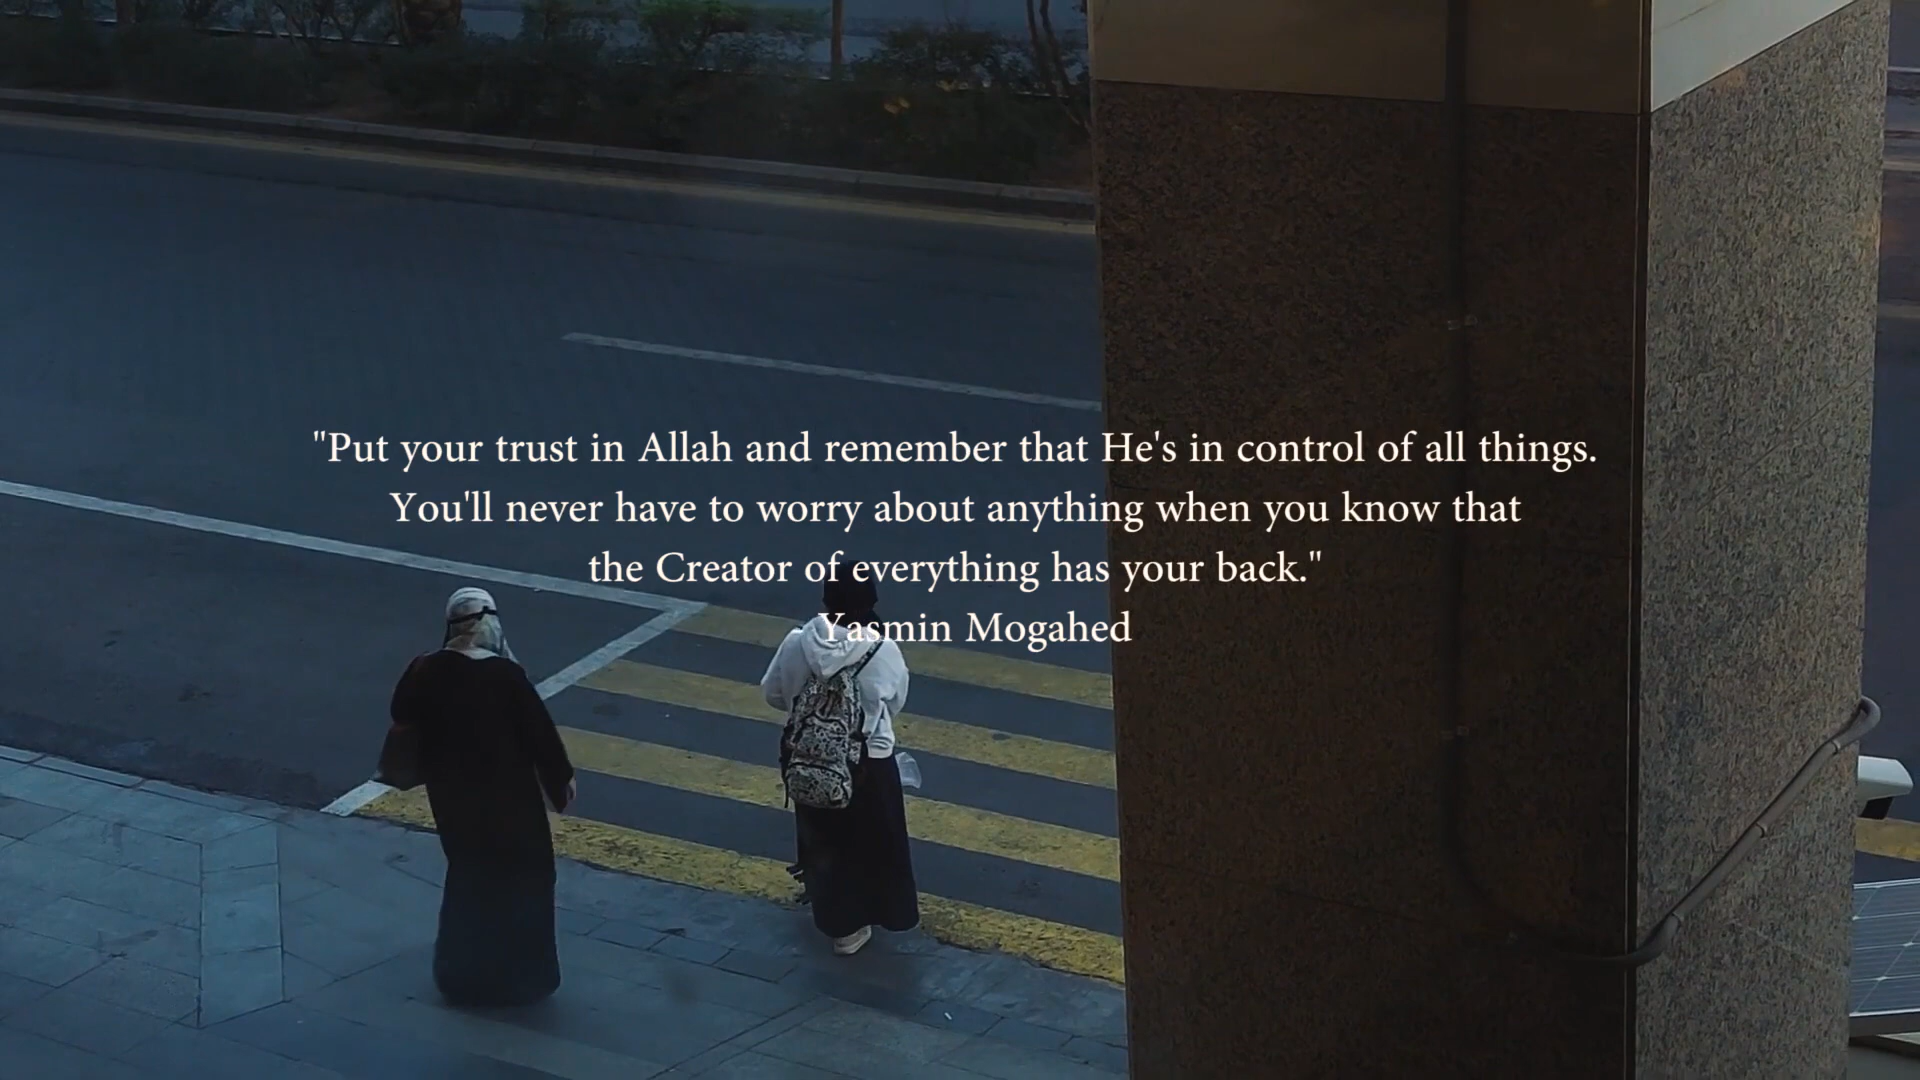 "Put your trust in Allah and remember that He's in control of all things.
You'll never have to worry about anything when you know that
the Creator of everything has your back."
Yasmin Mogahed